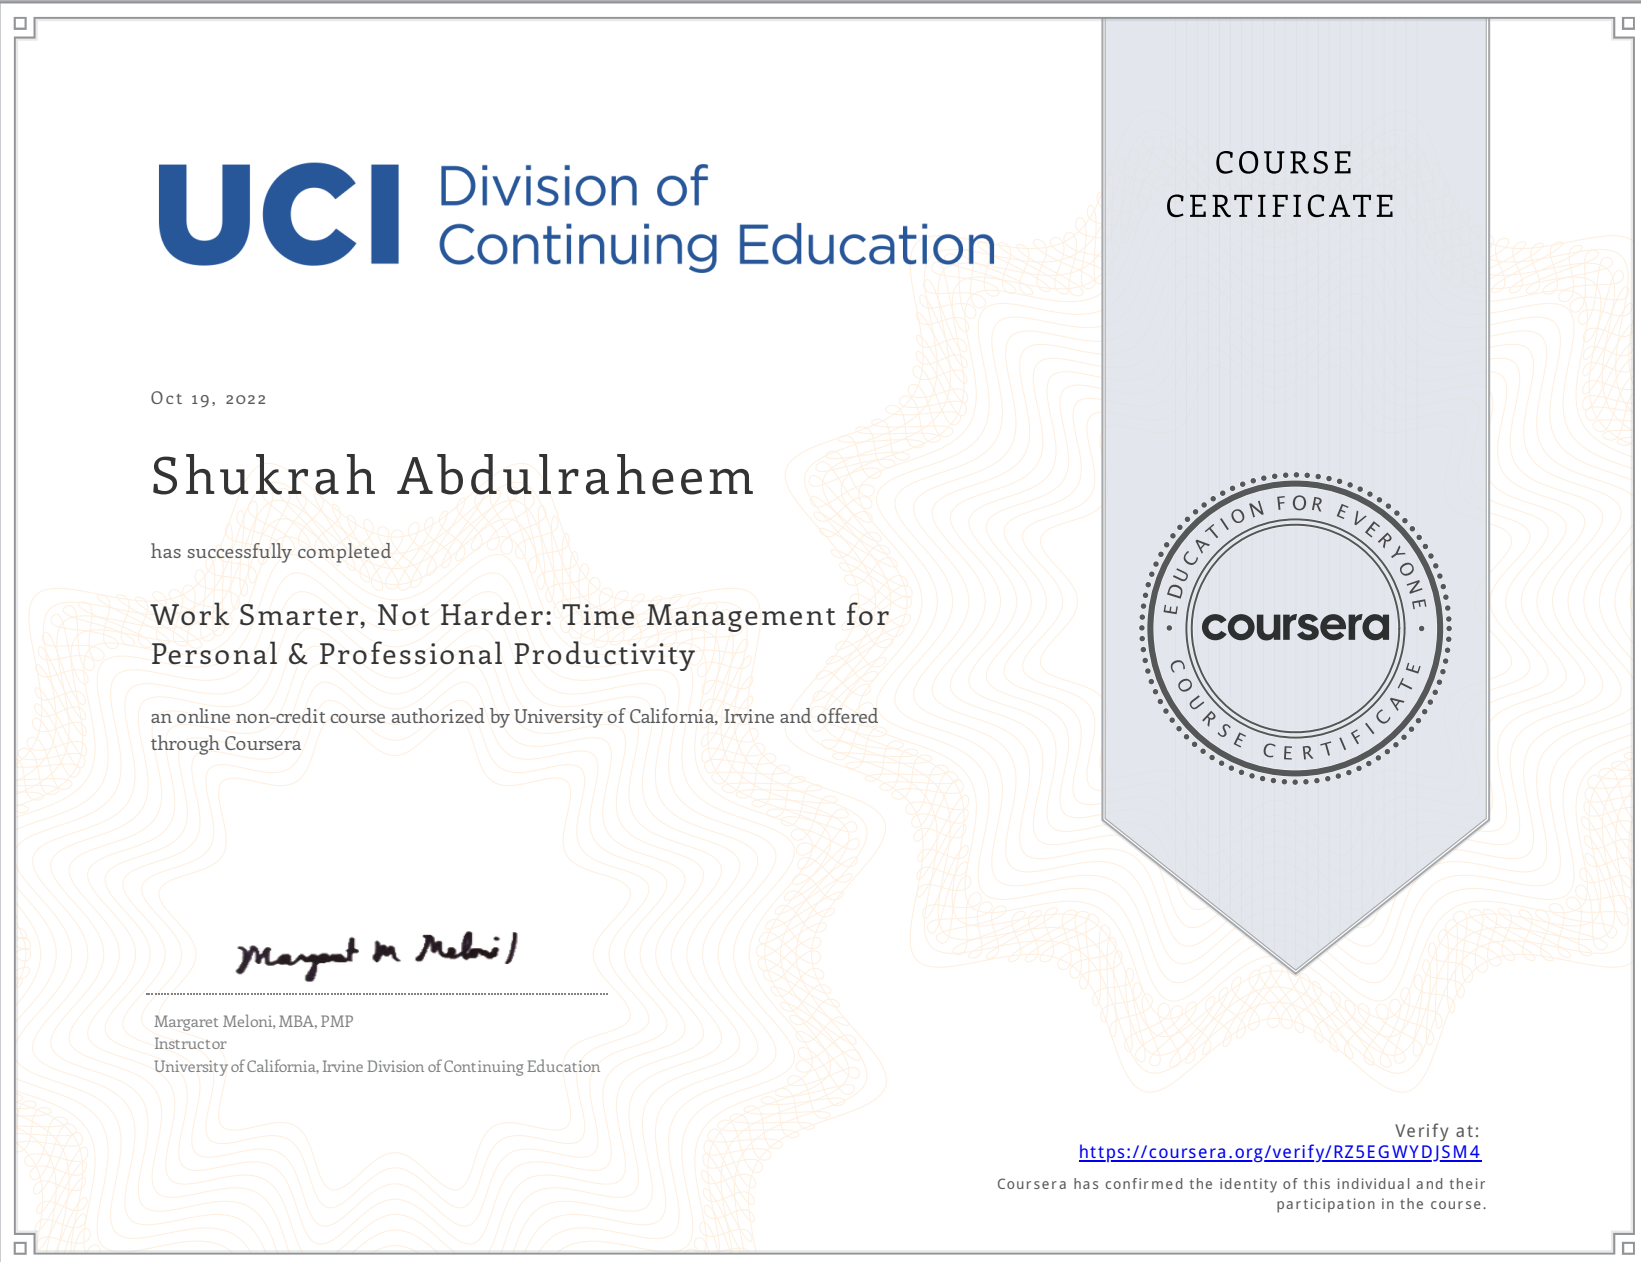 UCI Division of
Continuing Education
COURSE
CERTIFICATE
Oct 19, 2022
Shukrah Abdulraheem
has successfully completed
Work Smarter, Not Harder: Time Management for
Personal & Professional Productivity
an online non-credit course authorized by University of California, Irvine and offered
through Coursera
EDUCATION FOR EVERYONE
coursera
COURSE CERTIFICATE
Margaret M Meloni
Margaret Meloni, MBA, PMP
Instructor
University of California, Irvine Division of Continuing Education
Verify at:
https://coursera.org/verify/RZ5EGWYDJSM4
Coursera has confirmed the identity of this individual and their
participation in the course.